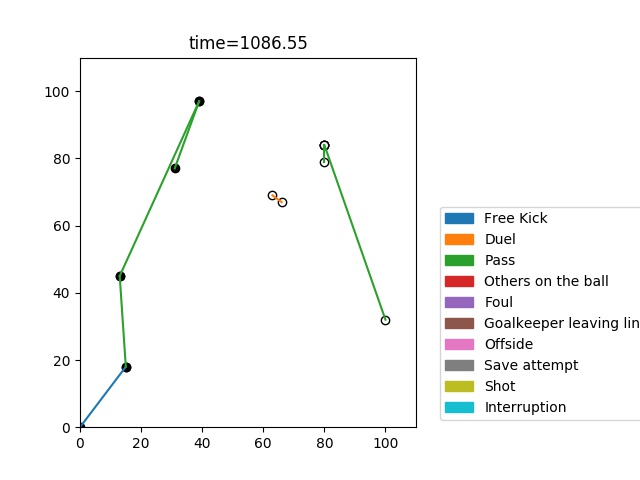 time=1086.55
100
80
60
40
20
0
0 20 40 60 80 100
Free Kick
Duel
Pass
Others on the ball
Foul
Goalkeeper leaving lin
Offside
Save attempt
Shot
Interruption